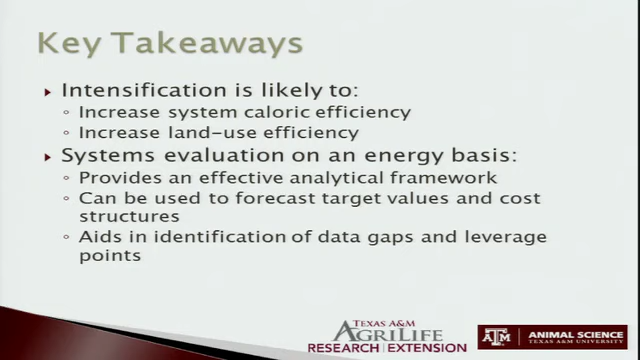 Key Takeaways
Intensification is likely to:
Increase system caloric efficiency
Increase land-use efficiency
Systems evaluation on an energy basis:
Provides an effective analytical framework
Can be used to forecast target values and cost
structures
Aids in identification of data gaps and leverage
points
TEXAS A&M
AGRILIFE
RESEARCH | EXTENSION
ATM
ANIMAL SCIENCE
TEXAS A&M UNIVERSITY